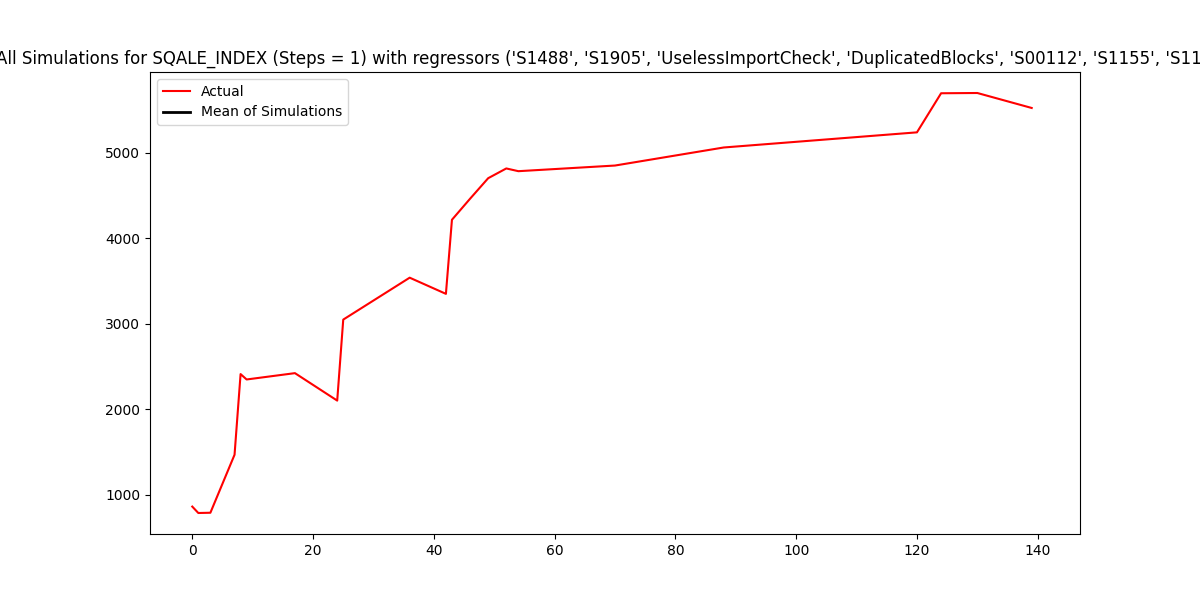 All Simulations for SQALE_INDEX (Steps = 1) with regressors ('S1488', 'S1905', 'UselessImportCheck', 'DuplicatedBlocks', 'S00112', 'S1155', 'S11
Actual
Mean of Simulations
5000
4000
3000
2000
1000
0 20 40 60 80 100 120 140